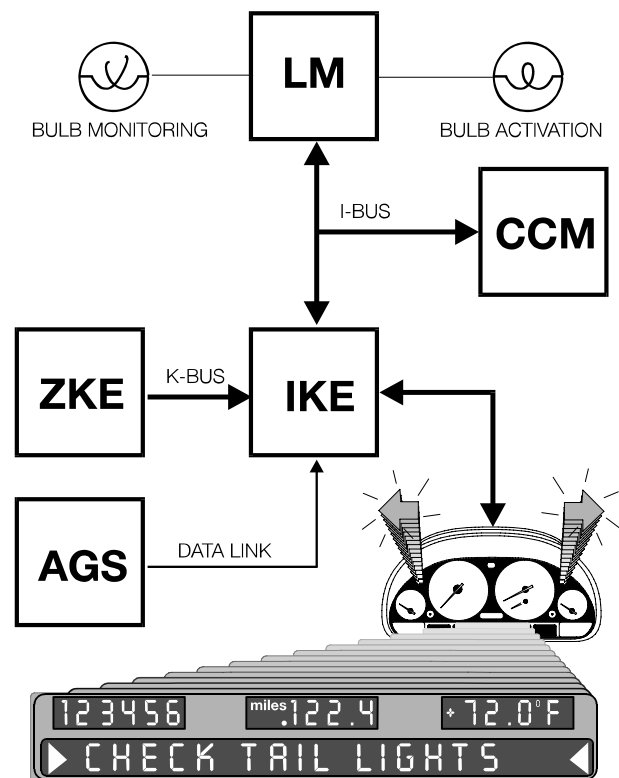 LM
BULB MONITORING
BULB ACTIVATION
I-BUS
CCM
ZKE
K-BUS
IKE
AGS
DATA LINK
123456 miles .122.4 +72.0°F
CHECK TAIL LIGHTS